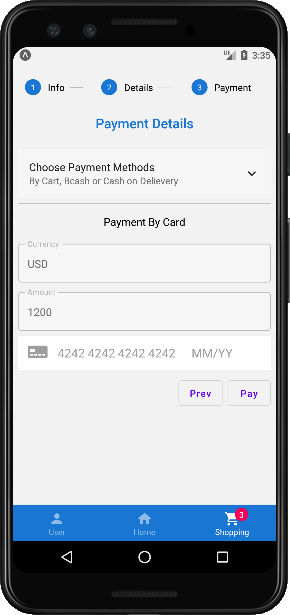 3:35
1 Info 2 Details 3 Payment
Payment Details
Choose Payment Methods
By Cart, Bcash or Cash on Delievery
Payment By Card
Currency
USD
Amount
1200
4242 4242 4242 4242 MM/YY
Prev Pay
3
User Home Shopping